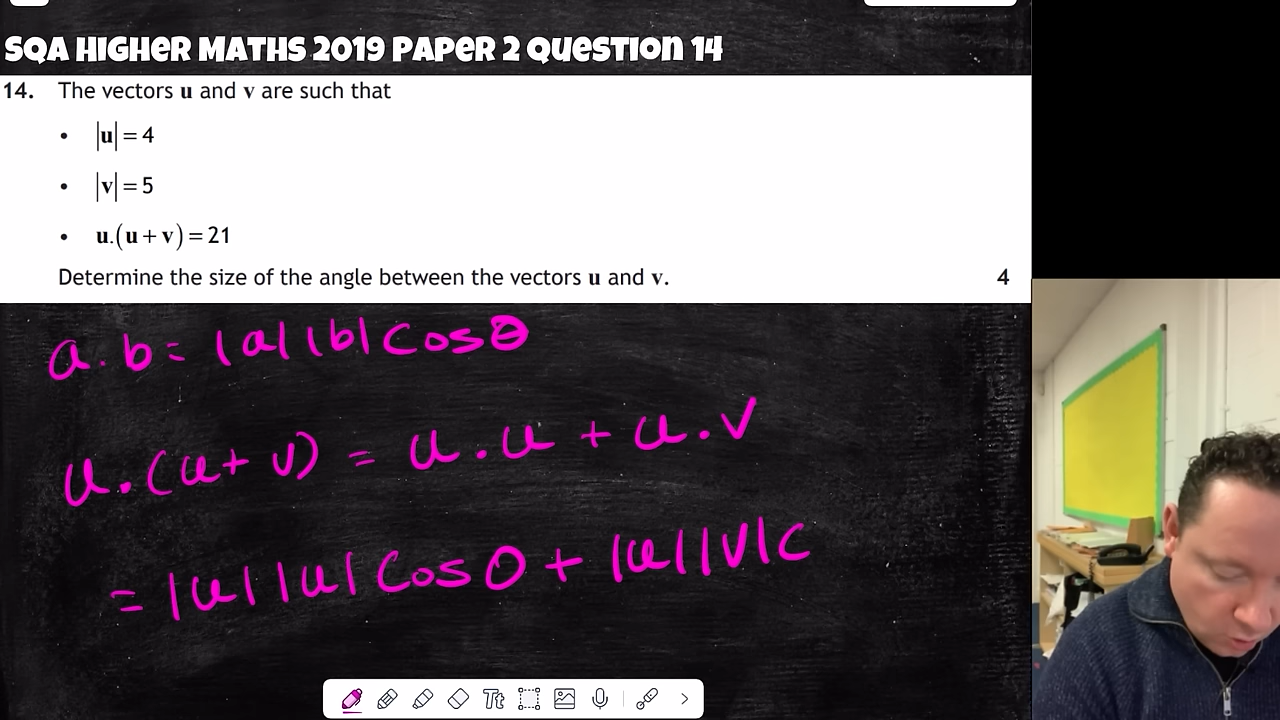 SQA Higher Maths 2019 Paper 2 Question 14
14. The vectors u and v are such that
• |u| = 4
• |v| = 5
• u.(u + v) = 21
Determine the size of the angle between the vectors u and v. 4
a.b = |a||b| cos θ
u.(u + v) = u.u + u.v
= |u||u| cos 0 + |u||v| c
Tt